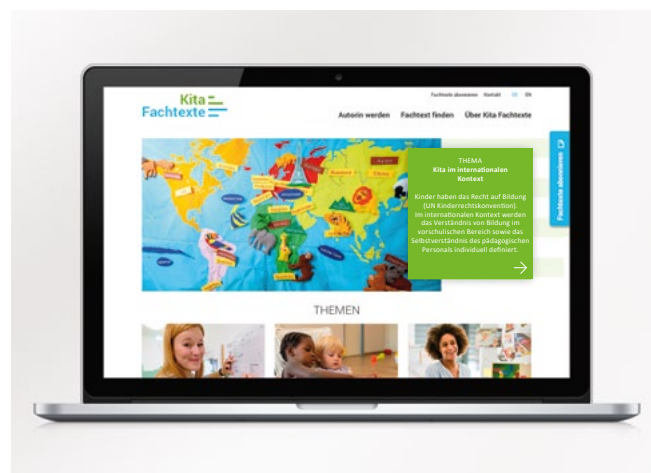 Fachtexte abonnieren Kontakt DE EN
Kita
Fachtexte
Autorin werden Fachtext finden Über Kita Fachtexte
Fachtexte abonnieren
THEMA
Kita im internationalen
Kontext
Kinder haben das Recht auf Bildung
(UN Kinderrechtskonvention).
Im internationalen Kontext werden
das Verständnis von Bildung im
vorschulischen Bereich sowie das
Selbstverständnis des pädagogischen
Personals individuell definiert.
THEMEN